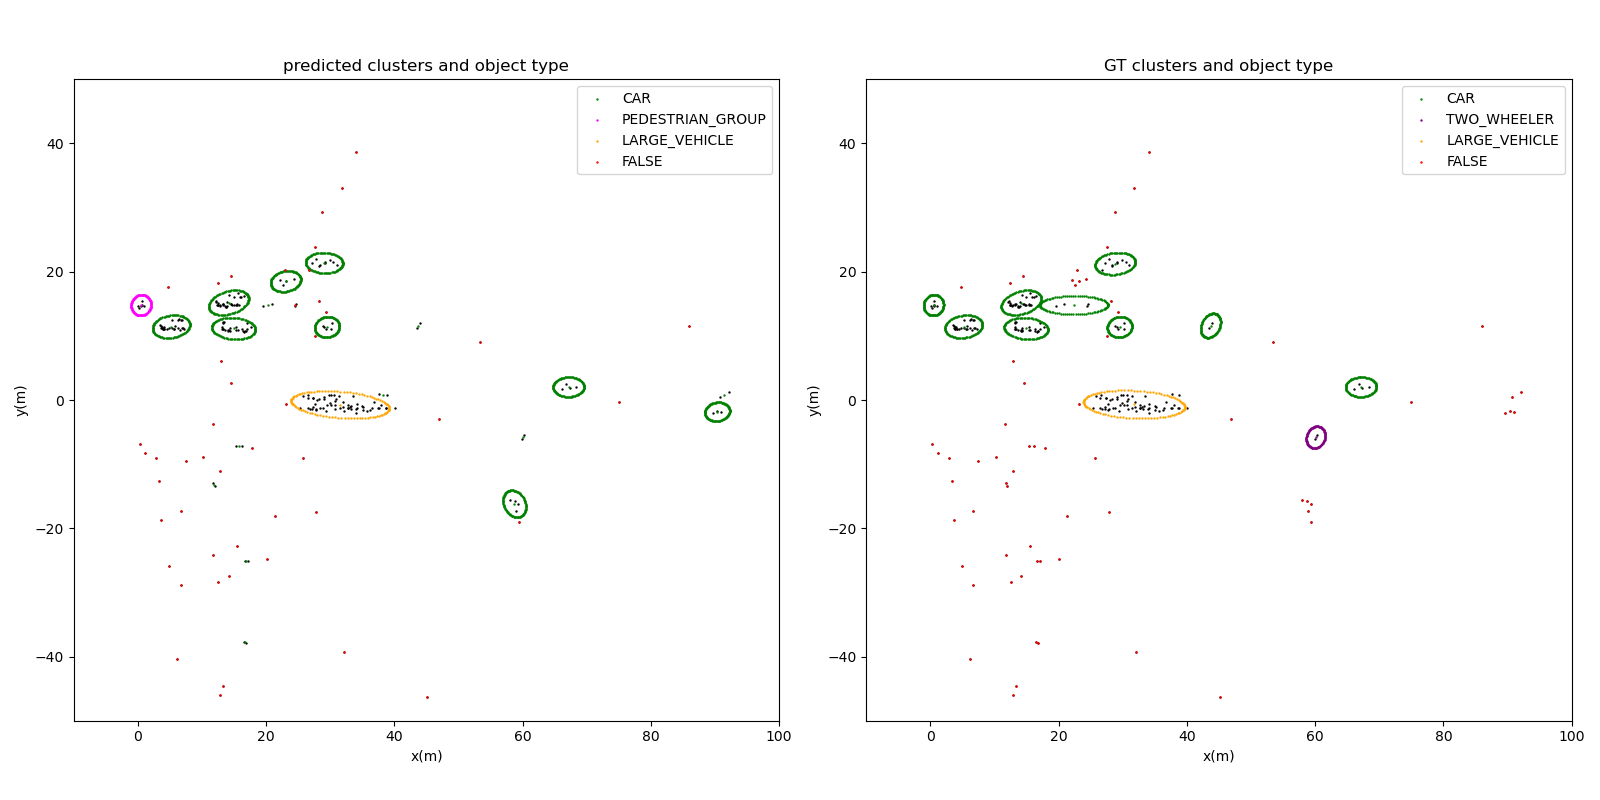 predicted clusters and object type
CAR
PEDESTRIAN_GROUP
LARGE_VEHICLE
FALSE
40
20
0
−20
−40
y(m)
0
20
40
60
80
100
x(m)
GT clusters and object type
CAR
TWO_WHEELER
LARGE_VEHICLE
FALSE
40
20
0
−20
−40
y(m)
0
20
40
60
80
100
x(m)